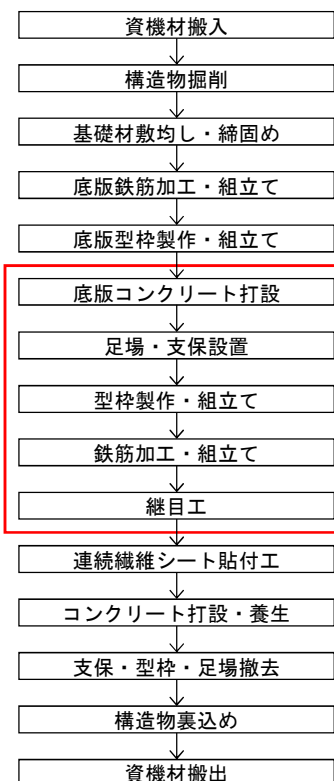 資機材搬入
構造物掘削
基礎材敷均し・締固め
底版鉄筋加工・組立て
底版型枠製作・組立て
底版コンクリート打設
足場・支保設置
型枠製作・組立て
鉄筋加工・組立て
継目工
連続繊維シート貼付工
コンクリート打設・養生
支保・型枠・足場撤去
構造物裏込め
資機材搬出